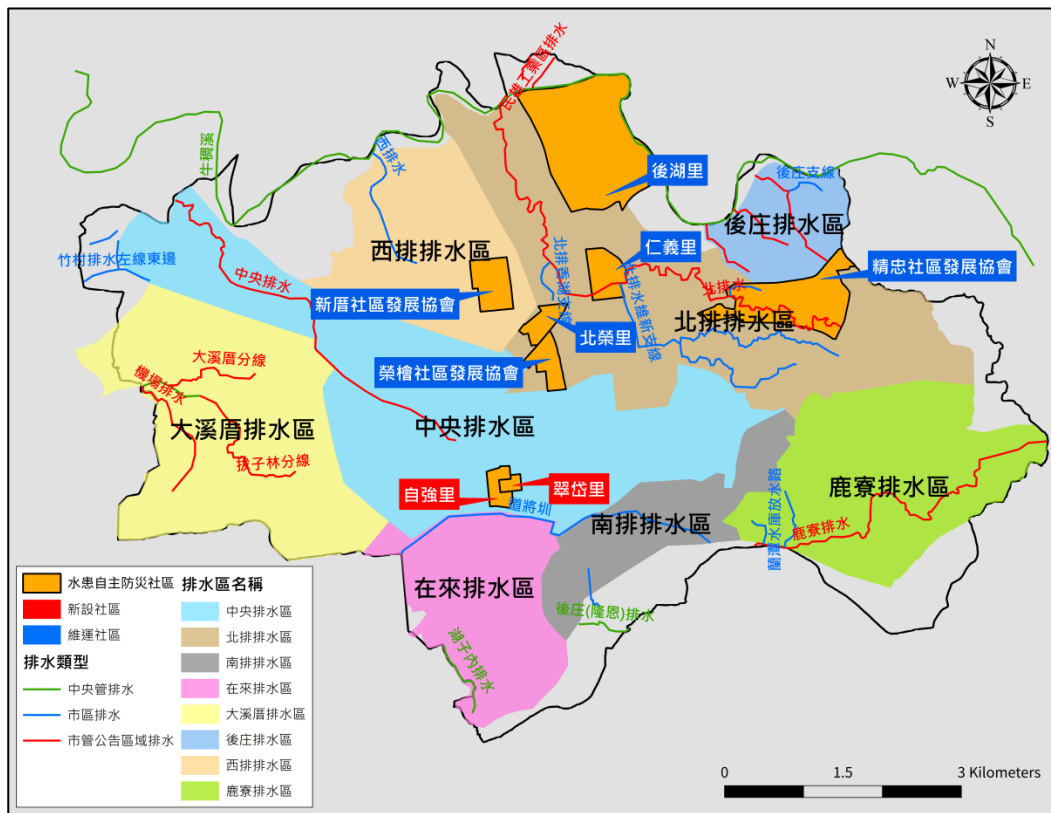 N
W
E
S
民雄工業區排水
牛稠溪
西排水
後湖里
後庄支線
後庄排水區
仁義里
西排排水區
北排香湖支線
精忠社區發展協會
竹村排水左線東邊
中央排水
北排水
新厝社區發展協會
北排水維新支線
北排排水區
北榮里
大溪厝分線
榮檜社區發展協會
機場排水
大溪厝排水區
中央排水區
拔子林分線
自強里
翠岱里
鹿寮排水區
道將圳
南排排水區
蘭潭水庫放水路
鹿寮排水
在來排水區
後庄(隆恩)排水
湖子內排水
水患自主防災社區
新設社區
維運社區
排水類型
中央管排水
市區排水
市管公告區域排水
排水區名稱
中央排水區
北排排水區
南排排水區
在來排水區
大溪厝排水區
後庄排水區
西排排水區
鹿寮排水區
0
1.5
3 Kilometers